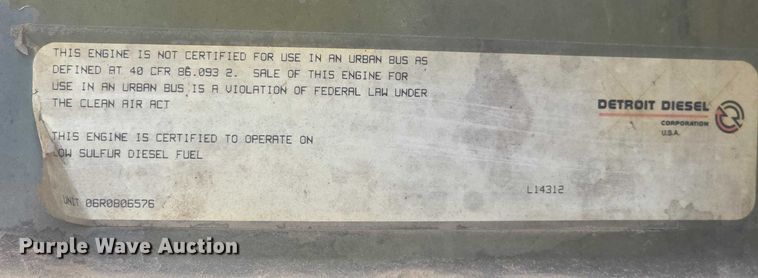 THIS ENGINE IS NOT CERTIFIED FOR USE IN AN URBAN BUS AS
DEFINED AT 40 CFR 86.093 2. SALE OF THIS ENGINE FOR
USE IN AN URBAN BUS IS A VIOLATION OF FEDERAL LAW UNDER
THE CLEAN AIR ACT
DETROIT DIESEL
CORPORATION
U.S.A.
THIS ENGINE IS CERTIFIED TO OPERATE ON
LOW SULFUR DIESEL FUEL
L14312
UNIT 06R0806576
Purple Wave Auction